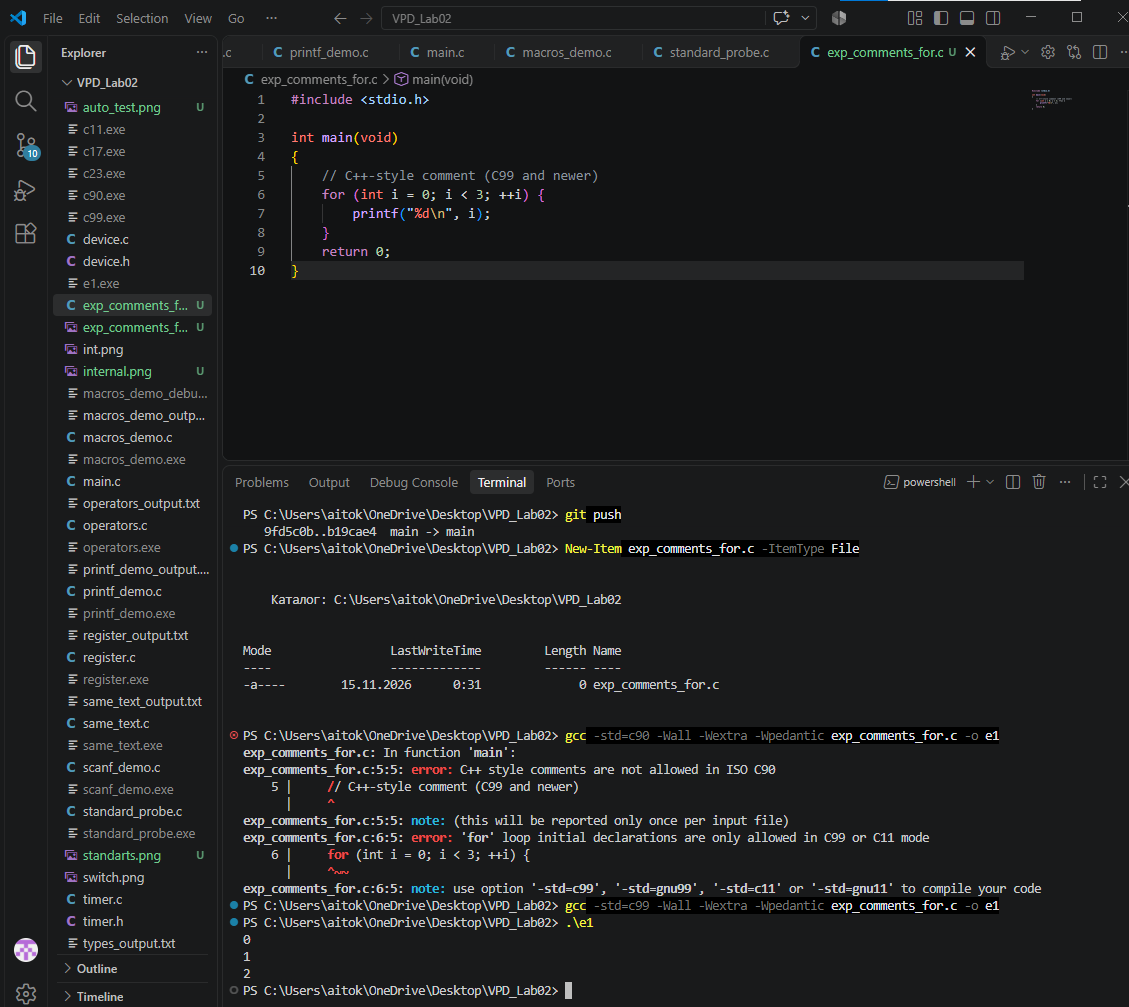 File Edit Selection View Go ··· VPD_Lab02
Explorer ···
VPD_Lab02
auto_test.png U
c11.exe
c17.exe
c23.exe
c90.exe
c99.exe
device.c
device.h
e1.exe
exp_comments_f... U
exp_comments_f... U
int.png
internal.png U
macros_demo_debu...
macros_demo_outp...
macros_demo.c
macros_demo.exe
main.c
operators_output.txt
operators.c
operators.exe
printf_demo_output....
printf_demo.c
printf_demo.exe
register_output.txt
register.c
register.exe
same_text_output.txt
same_text.c
same_text.exe
scanf_demo.c
scanf_demo.exe
standard_probe.c
standard_probe.exe
standarts.png U
switch.png
timer.c
timer.h
types_output.txt
Outline
Timeline
10
.c C printf_demo.c C main.c C macros_demo.c C standard_probe.c C exp_comments_for.c U
C exp_comments_for.c > main(void)
1 #include <stdio.h>
2
3 int main(void)
4 {
5 // C++-style comment (C99 and newer)
6 for (int i = 0; i < 3; ++i) {
7 printf("%d\n", i);
8 }
9 return 0;
10 }
Problems Output Debug Console Terminal Ports powershell
PS C:\Users\aitok\OneDrive\Desktop\VPD_Lab02> git push
9fd5c0b..b19cae4 main -> main
PS C:\Users\aitok\OneDrive\Desktop\VPD_Lab02> New-Item exp_comments_for.c -ItemType File
Каталог: C:\Users\aitok\OneDrive\Desktop\VPD_Lab02
Mode LastWriteTime Length Name
---- ------------- ------ ----
-a---- 15.11.2026 0:31 0 exp_comments_for.c
PS C:\Users\aitok\OneDrive\Desktop\VPD_Lab02> gcc -std=c90 -Wall -Wextra -Wpedantic exp_comments_for.c -o e1
exp_comments_for.c: In function 'main':
exp_comments_for.c:5:5: error: C++ style comments are not allowed in ISO C90
5 | // C++-style comment (C99 and newer)
| ^
exp_comments_for.c:5:5: note: (this will be reported only once per input file)
exp_comments_for.c:6:5: error: 'for' loop initial declarations are only allowed in C99 or C11 mode
6 | for (int i = 0; i < 3; ++i) {
| ^~~
exp_comments_for.c:6:5: note: use option '-std=c99', '-std=gnu99', '-std=c11' or '-std=gnu11' to compile your code
PS C:\Users\aitok\OneDrive\Desktop\VPD_Lab02> gcc -std=c99 -Wall -Wextra -Wpedantic exp_comments_for.c -o e1
PS C:\Users\aitok\OneDrive\Desktop\VPD_Lab02> .\e1
0
1
2
PS C:\Users\aitok\OneDrive\Desktop\VPD_Lab02>